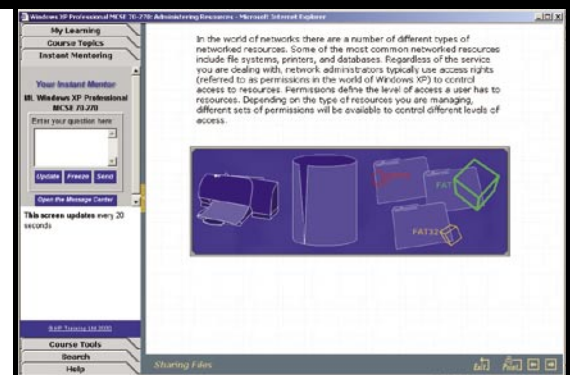 Windows XP Professional MCSE 70-270: Administering Resources - Microsoft Internet Explorer
My Learning
Course Topics
Instant Mentoring
Your Instant Mentor
ML Windows XP Professional
MCSE 70-270
Enter your question here:
Update Freeze Send
Open the Message Center
This screen updates every 20
seconds
Course Tools
Search
Help
In the world of networks there are a number of different types of
networked resources. Some of the most common networked resources
include file systems, printers, and databases. Regardless of the service
you are dealing with, network administrators typically use access rights
(referred to as permissions in the world of Windows XP) to control
access to resources. Permissions define the level of access a user has to
resources. Depending on the type of resources you are managing,
different sets of permissions will be available to control different levels of
access.
FAT
FAT32
Sharing Files
Exit
Print